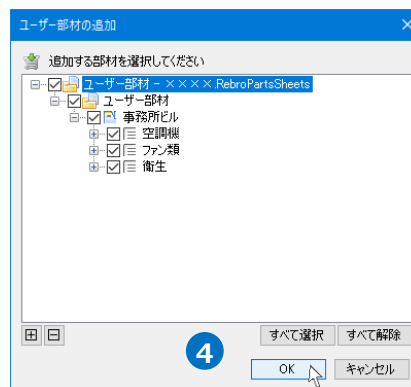 ユーザー部材の追加
追加する部材を選択してください
ユーザー部材 - ××××.RebroPartsSheets
ユーザー部材
事務所ビル
空調機
ファン類
衛生
すべて選択 すべて解除
4
OK キャンセル